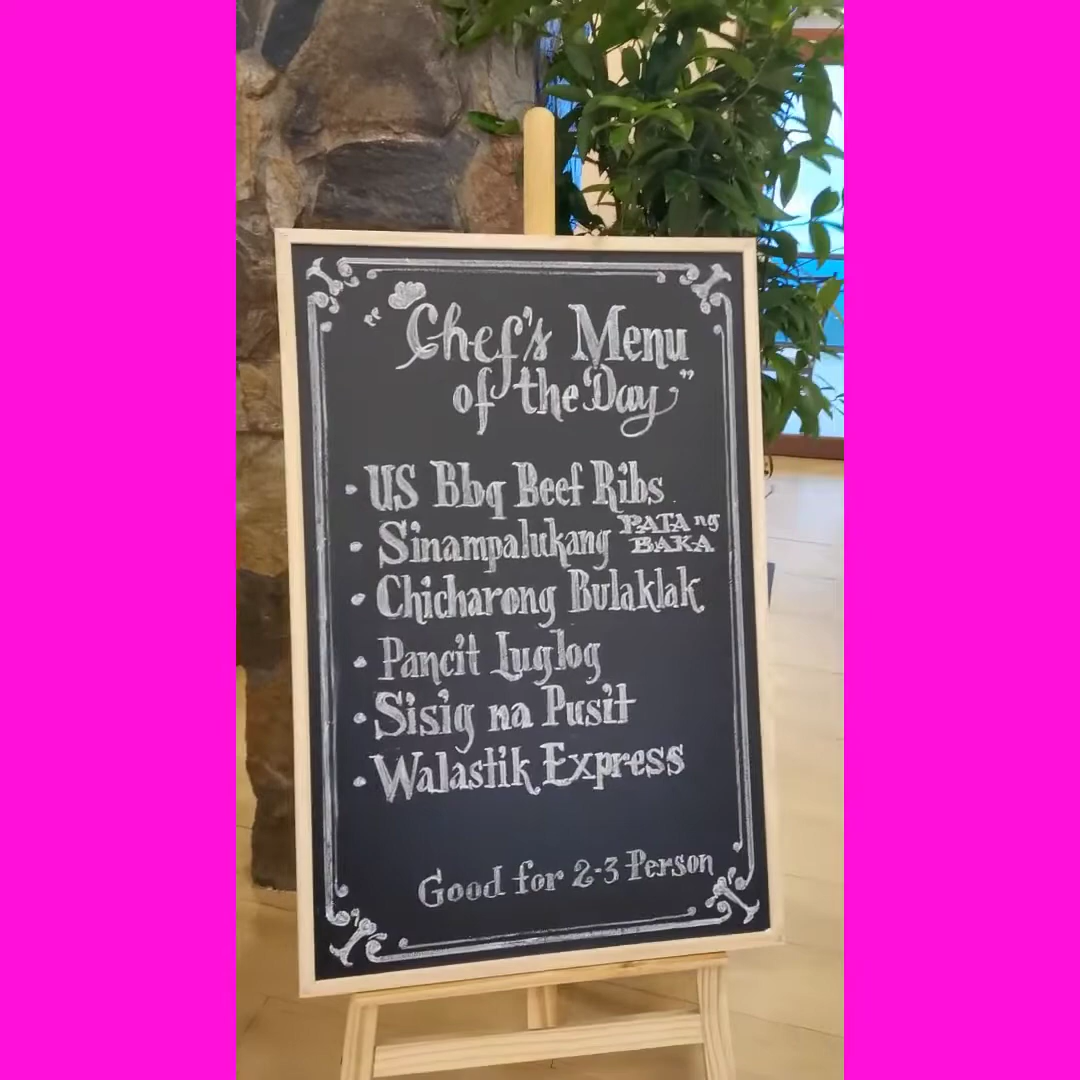 "Chef's Menu
of the Day"
• US Bbq Beef Ribs
• Sinampalukang PATA ng BAKA
• Chicharong Bulaklak
• Pancit Luglog
• Sisig na Pusit
• Walastik Express
Good for 2-3 Person